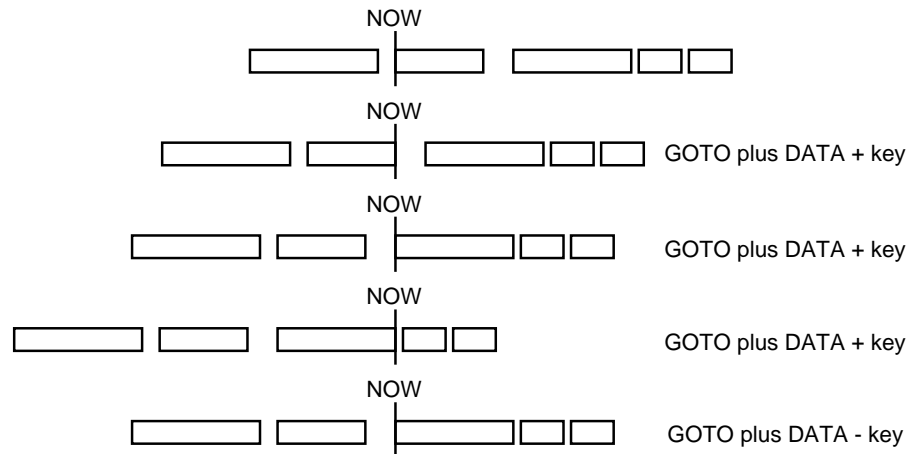 NOW
NOW
GOTO plus DATA + key
NOW
GOTO plus DATA + key
NOW
GOTO plus DATA + key
NOW
GOTO plus DATA - key